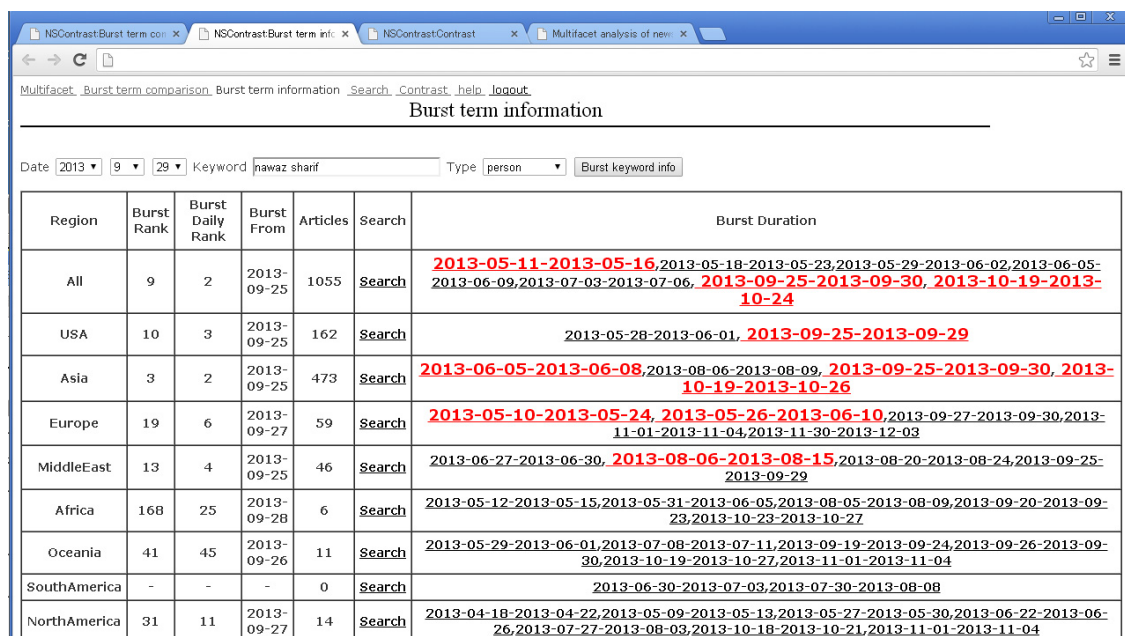 NSContrast:Burst term con
NSContrast:Burst term info
NSContrast:Contrast
Multifacet analysis of news
Multifacet Burst term comparison Burst term information Search Contrast help logout
Burst term information
Date 2013 9 29 Keyword nawaz sharif Type person Burst keyword info
Region Burst Rank Burst Daily Rank Burst From Articles Search Burst Duration
All 9 2 2013-09-25 1055 Search 2013-05-11-2013-05-16,2013-05-18-2013-05-23,2013-05-29-2013-06-02,2013-06-05-
2013-06-09,2013-07-03-2013-07-06, 2013-09-25-2013-09-30, 2013-10-19-2013-
10-24
USA 10 3 2013-09-25 162 Search 2013-05-28-2013-06-01, 2013-09-25-2013-09-29
Asia 3 2 2013-09-25 473 Search 2013-06-05-2013-06-08,2013-08-06-2013-08-09, 2013-09-25-2013-09-30, 2013-
10-19-2013-10-26
Europe 19 6 2013-09-27 59 Search 2013-05-10-2013-05-24, 2013-05-26-2013-06-10,2013-09-27-2013-09-30,2013-
11-01-2013-11-04,2013-11-30-2013-12-03
MiddleEast 13 4 2013-09-25 46 Search 2013-06-27-2013-06-30, 2013-08-06-2013-08-15,2013-08-20-2013-08-24,2013-09-25-
2013-09-29
Africa 168 25 2013-09-28 6 Search 2013-05-12-2013-05-15,2013-05-31-2013-06-05,2013-08-05-2013-08-09,2013-09-20-2013-09-
23,2013-10-23-2013-10-27
Oceania 41 45 2013-09-26 11 Search 2013-05-29-2013-06-01,2013-07-08-2013-07-11,2013-09-19-2013-09-24,2013-09-26-2013-09-
30,2013-10-19-2013-10-27,2013-11-01-2013-11-04
SouthAmerica - - - 0 Search 2013-06-30-2013-07-03,2013-07-30-2013-08-08
NorthAmerica 31 11 2013-09-27 14 Search 2013-04-18-2013-04-22,2013-05-09-2013-05-13,2013-05-27-2013-05-30,2013-06-22-2013-06-
26,2013-07-27-2013-08-03,2013-10-18-2013-10-21,2013-11-01-2013-11-04